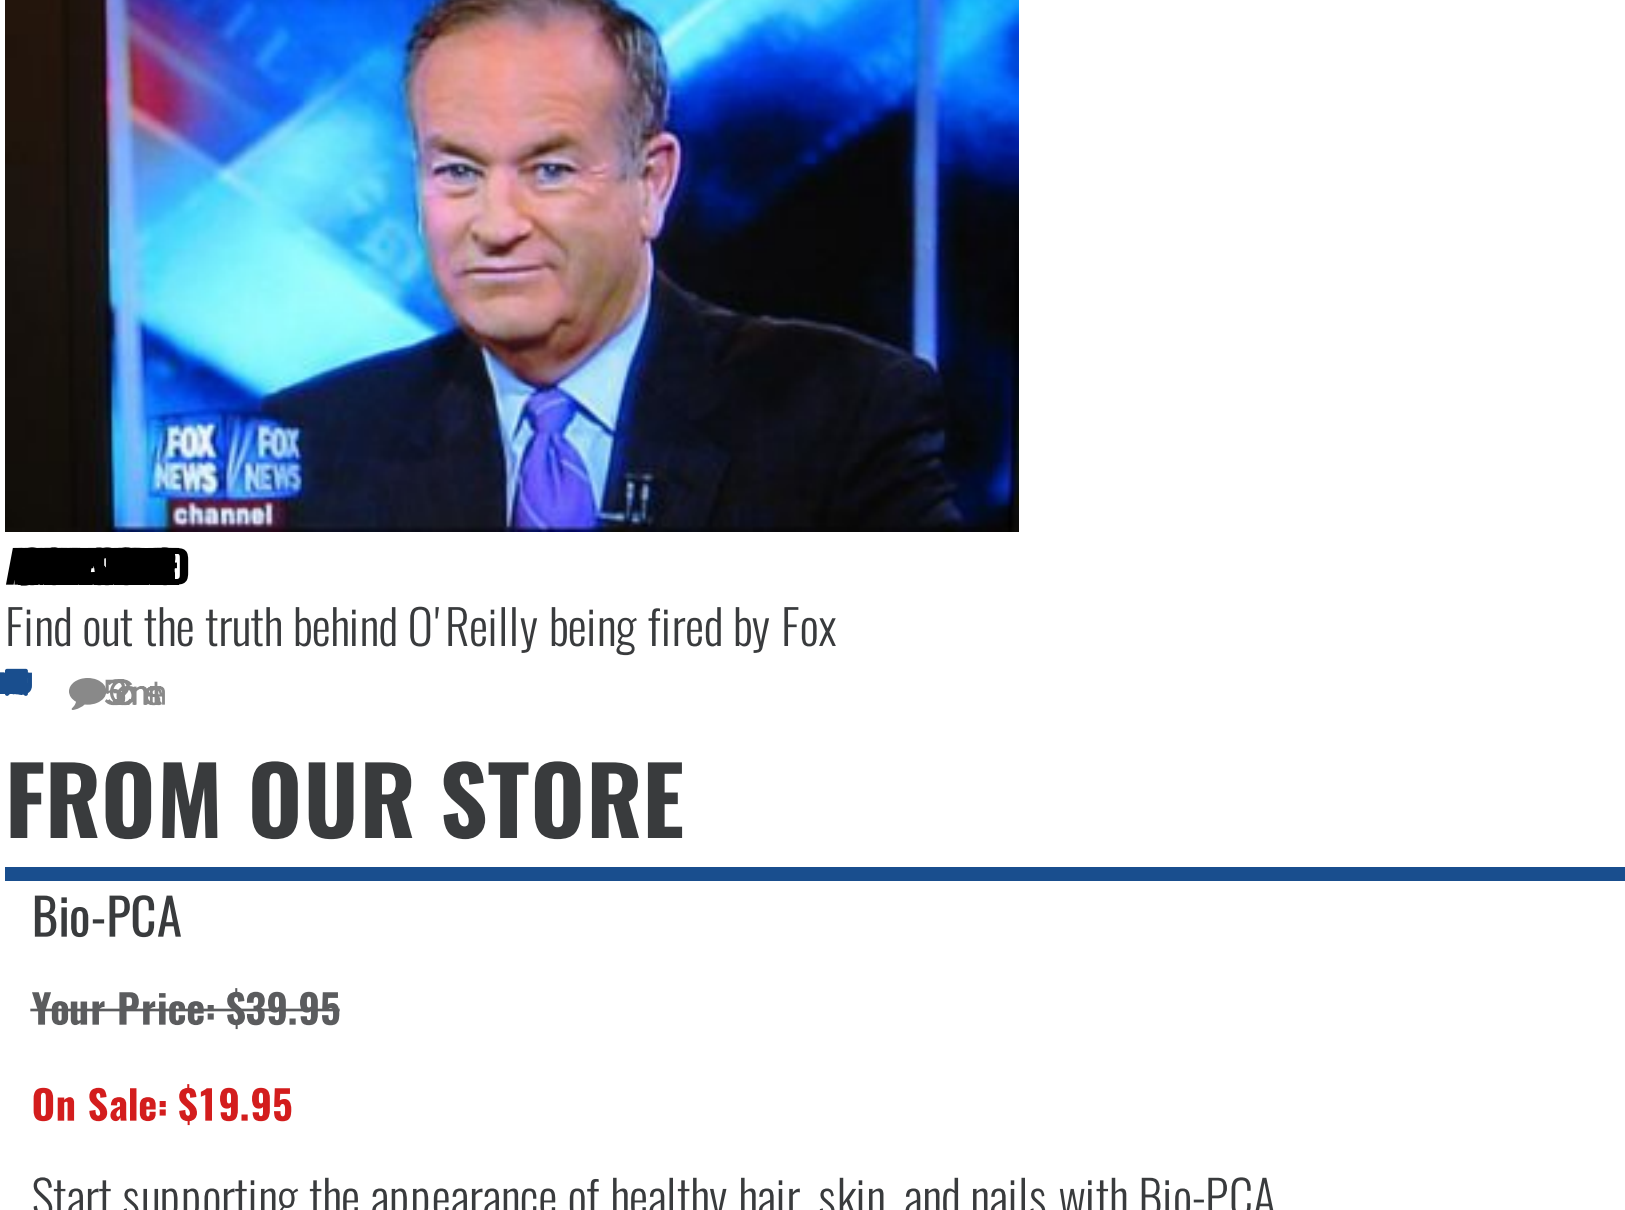 FOX NEWS FOX NEWS
channel
Find out the truth behind O'Reilly being fired by Fox
FROM OUR STORE
Bio-PCA
Your Price: $39.95
On Sale: $19.95
Start supporting the appearance of healthy hair, skin, and nails with Bio-PCA